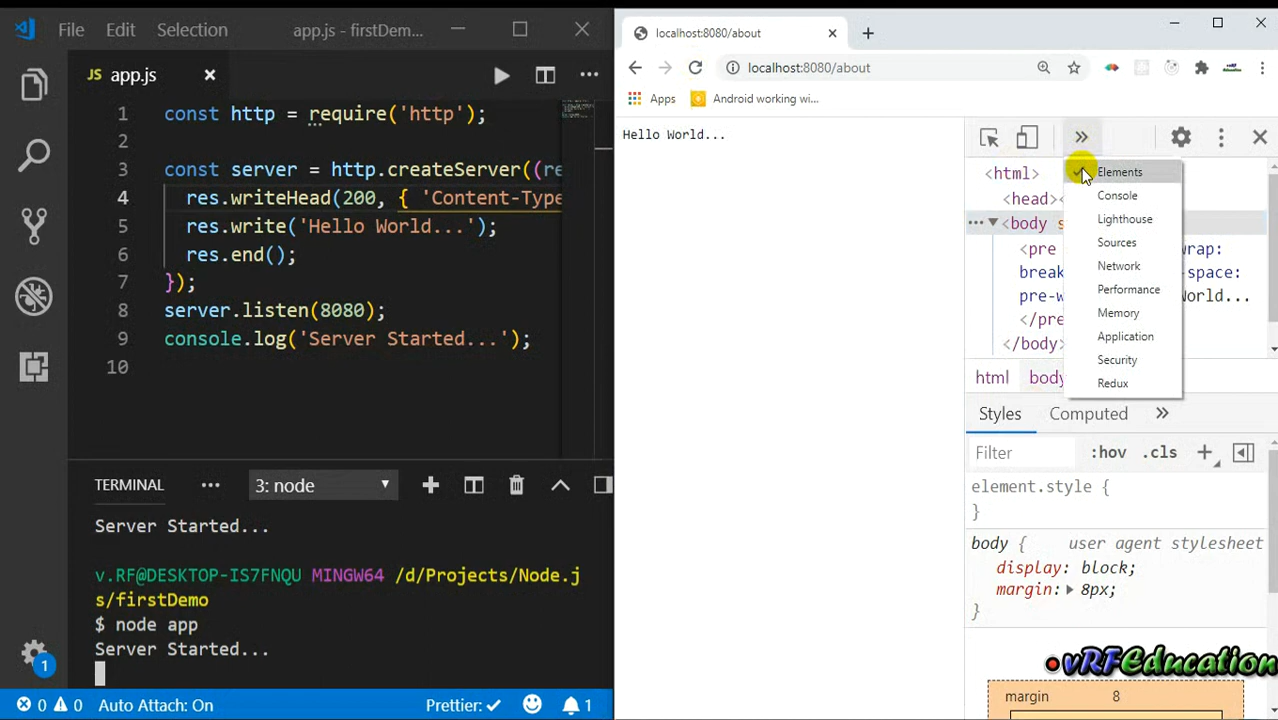 File Edit Selection app.js - firstDem...
JS app.js
1 const http = require('http');
2
3 const server = http.createServer((re
4 res.writeHead(200, { 'Content-Type
5 res.write('Hello World...');
6 res.end();
7 });
8 server.listen(8080);
9 console.log('Server Started...');
10
TERMINAL 3: node
Server Started...
v.RF@DESKTOP-IS7FNQU MINGW64 /d/Projects/Node.j
s/firstDemo
$ node app
Server Started...
1
0 0 Auto Attach: On Prettier: 1
localhost:8080/about
localhost:8080/about
Apps Android working wi...
Hello World...
<html>
<head>
<body s
<pre wrap:
break -space:
pre-w World...
</pre
</body>
Elements
Console
Lighthouse
Sources
Network
Performance
Memory
Application
Security
Redux
html body
Styles Computed
Filter :hov .cls
element.style {
}
body { user agent stylesheet
display: block;
margin: 8px;
}
vRFEducation
margin 8